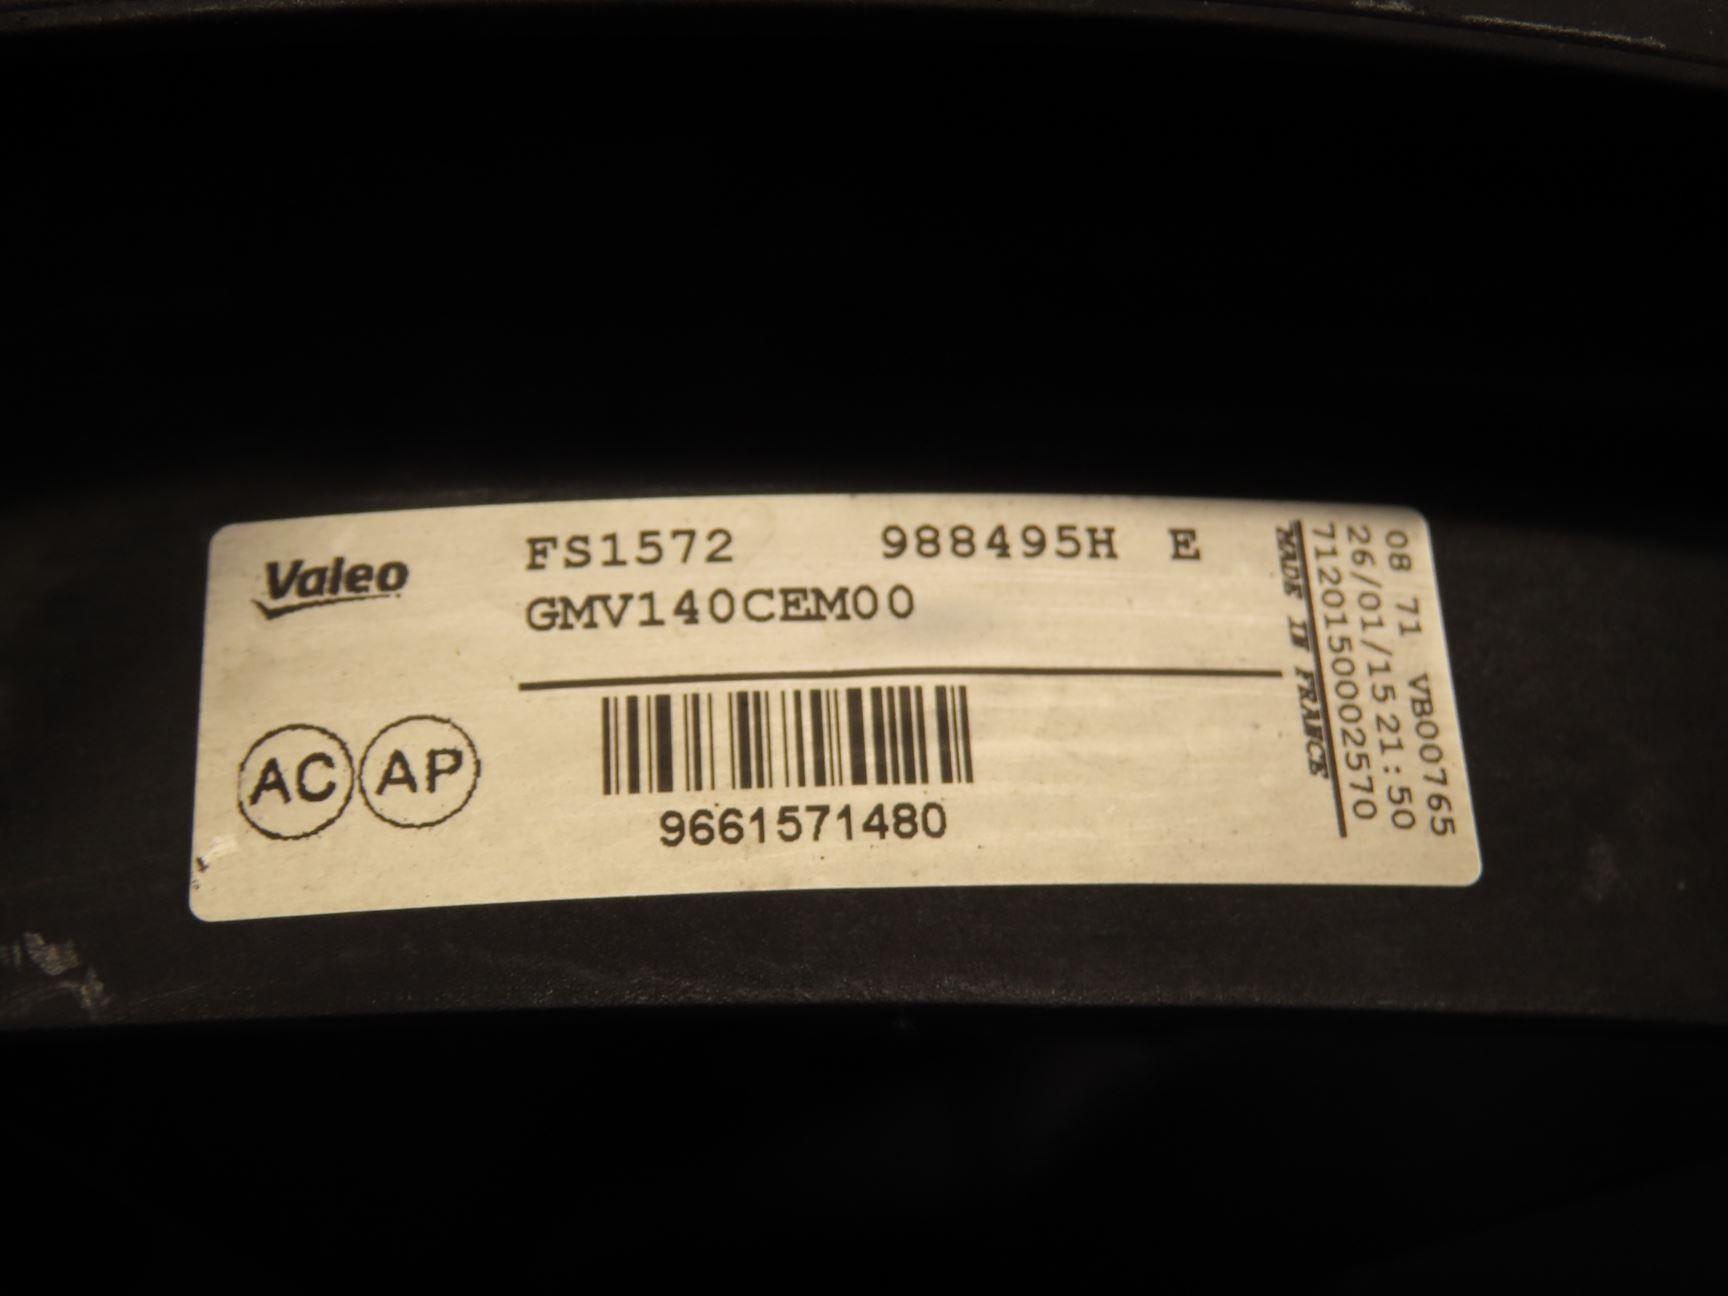 Valeo
FS1572 988495H E
GMV140CEM00
AC AP
9661571480
08 71 VB00765
26/01/15 21:50
7120150002570
MADE IN FRANCE